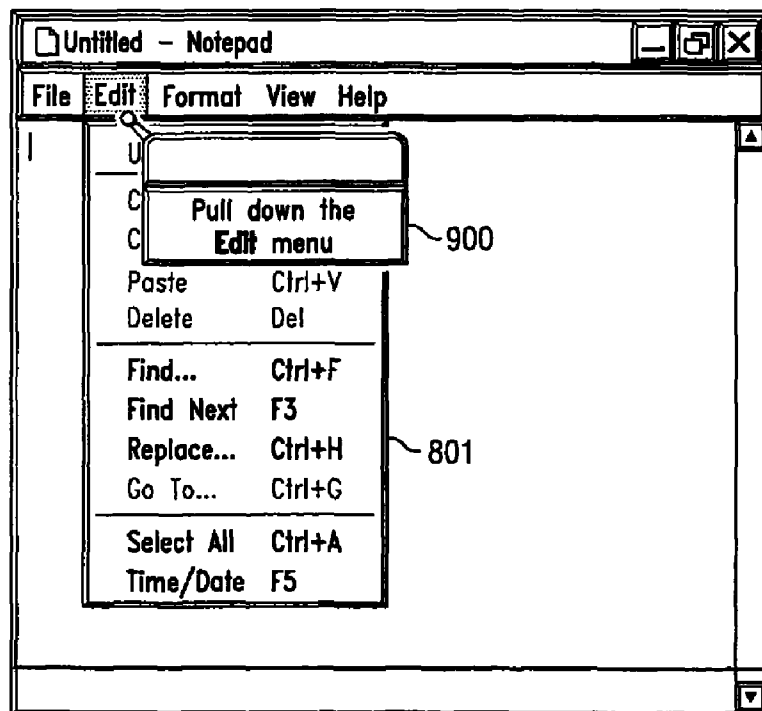 Untitled – Notepad
File Edit Format View Help
U
C
Pull down the
C Edit menu
900
Paste Ctrl+V
Delete Del
Find... Ctrl+F
Find Next F3
Replace... Ctrl+H
801
Go To... Ctrl+G
Select All Ctrl+A
Time/Date F5